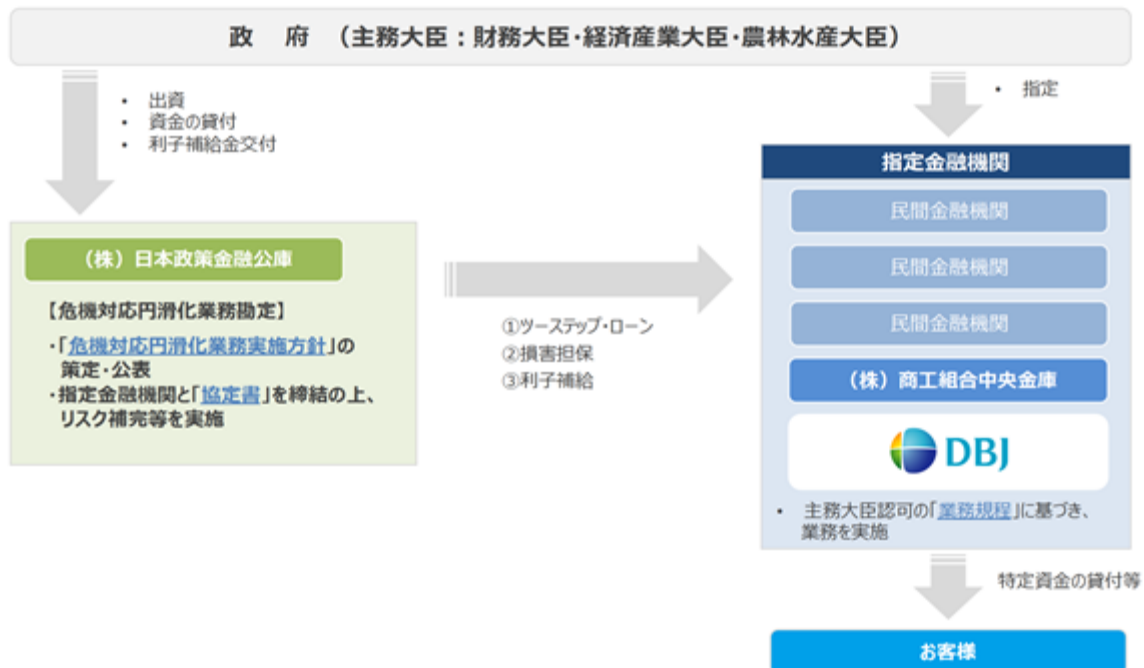 政　府　（主務大臣：財務大臣・経済産業大臣・農林水産大臣）
• 出資
• 資金の貸付
• 利子補給金交付
• 指定
（株）日本政策金融公庫
【危機対応円滑化業務勘定】
・「危機対応円滑化業務実施方針」の
策定・公表
・指定金融機関と「協定書」を締結の上、
リスク補完等を実施
①ツーステップ・ローン
②損害担保
③利子補給
指定金融機関
民間金融機関
民間金融機関
民間金融機関
（株）商工組合中央金庫
DBJ
• 主務大臣認可の「業務規程」に基づき、
業務を実施
特定資金の貸付等
お客様